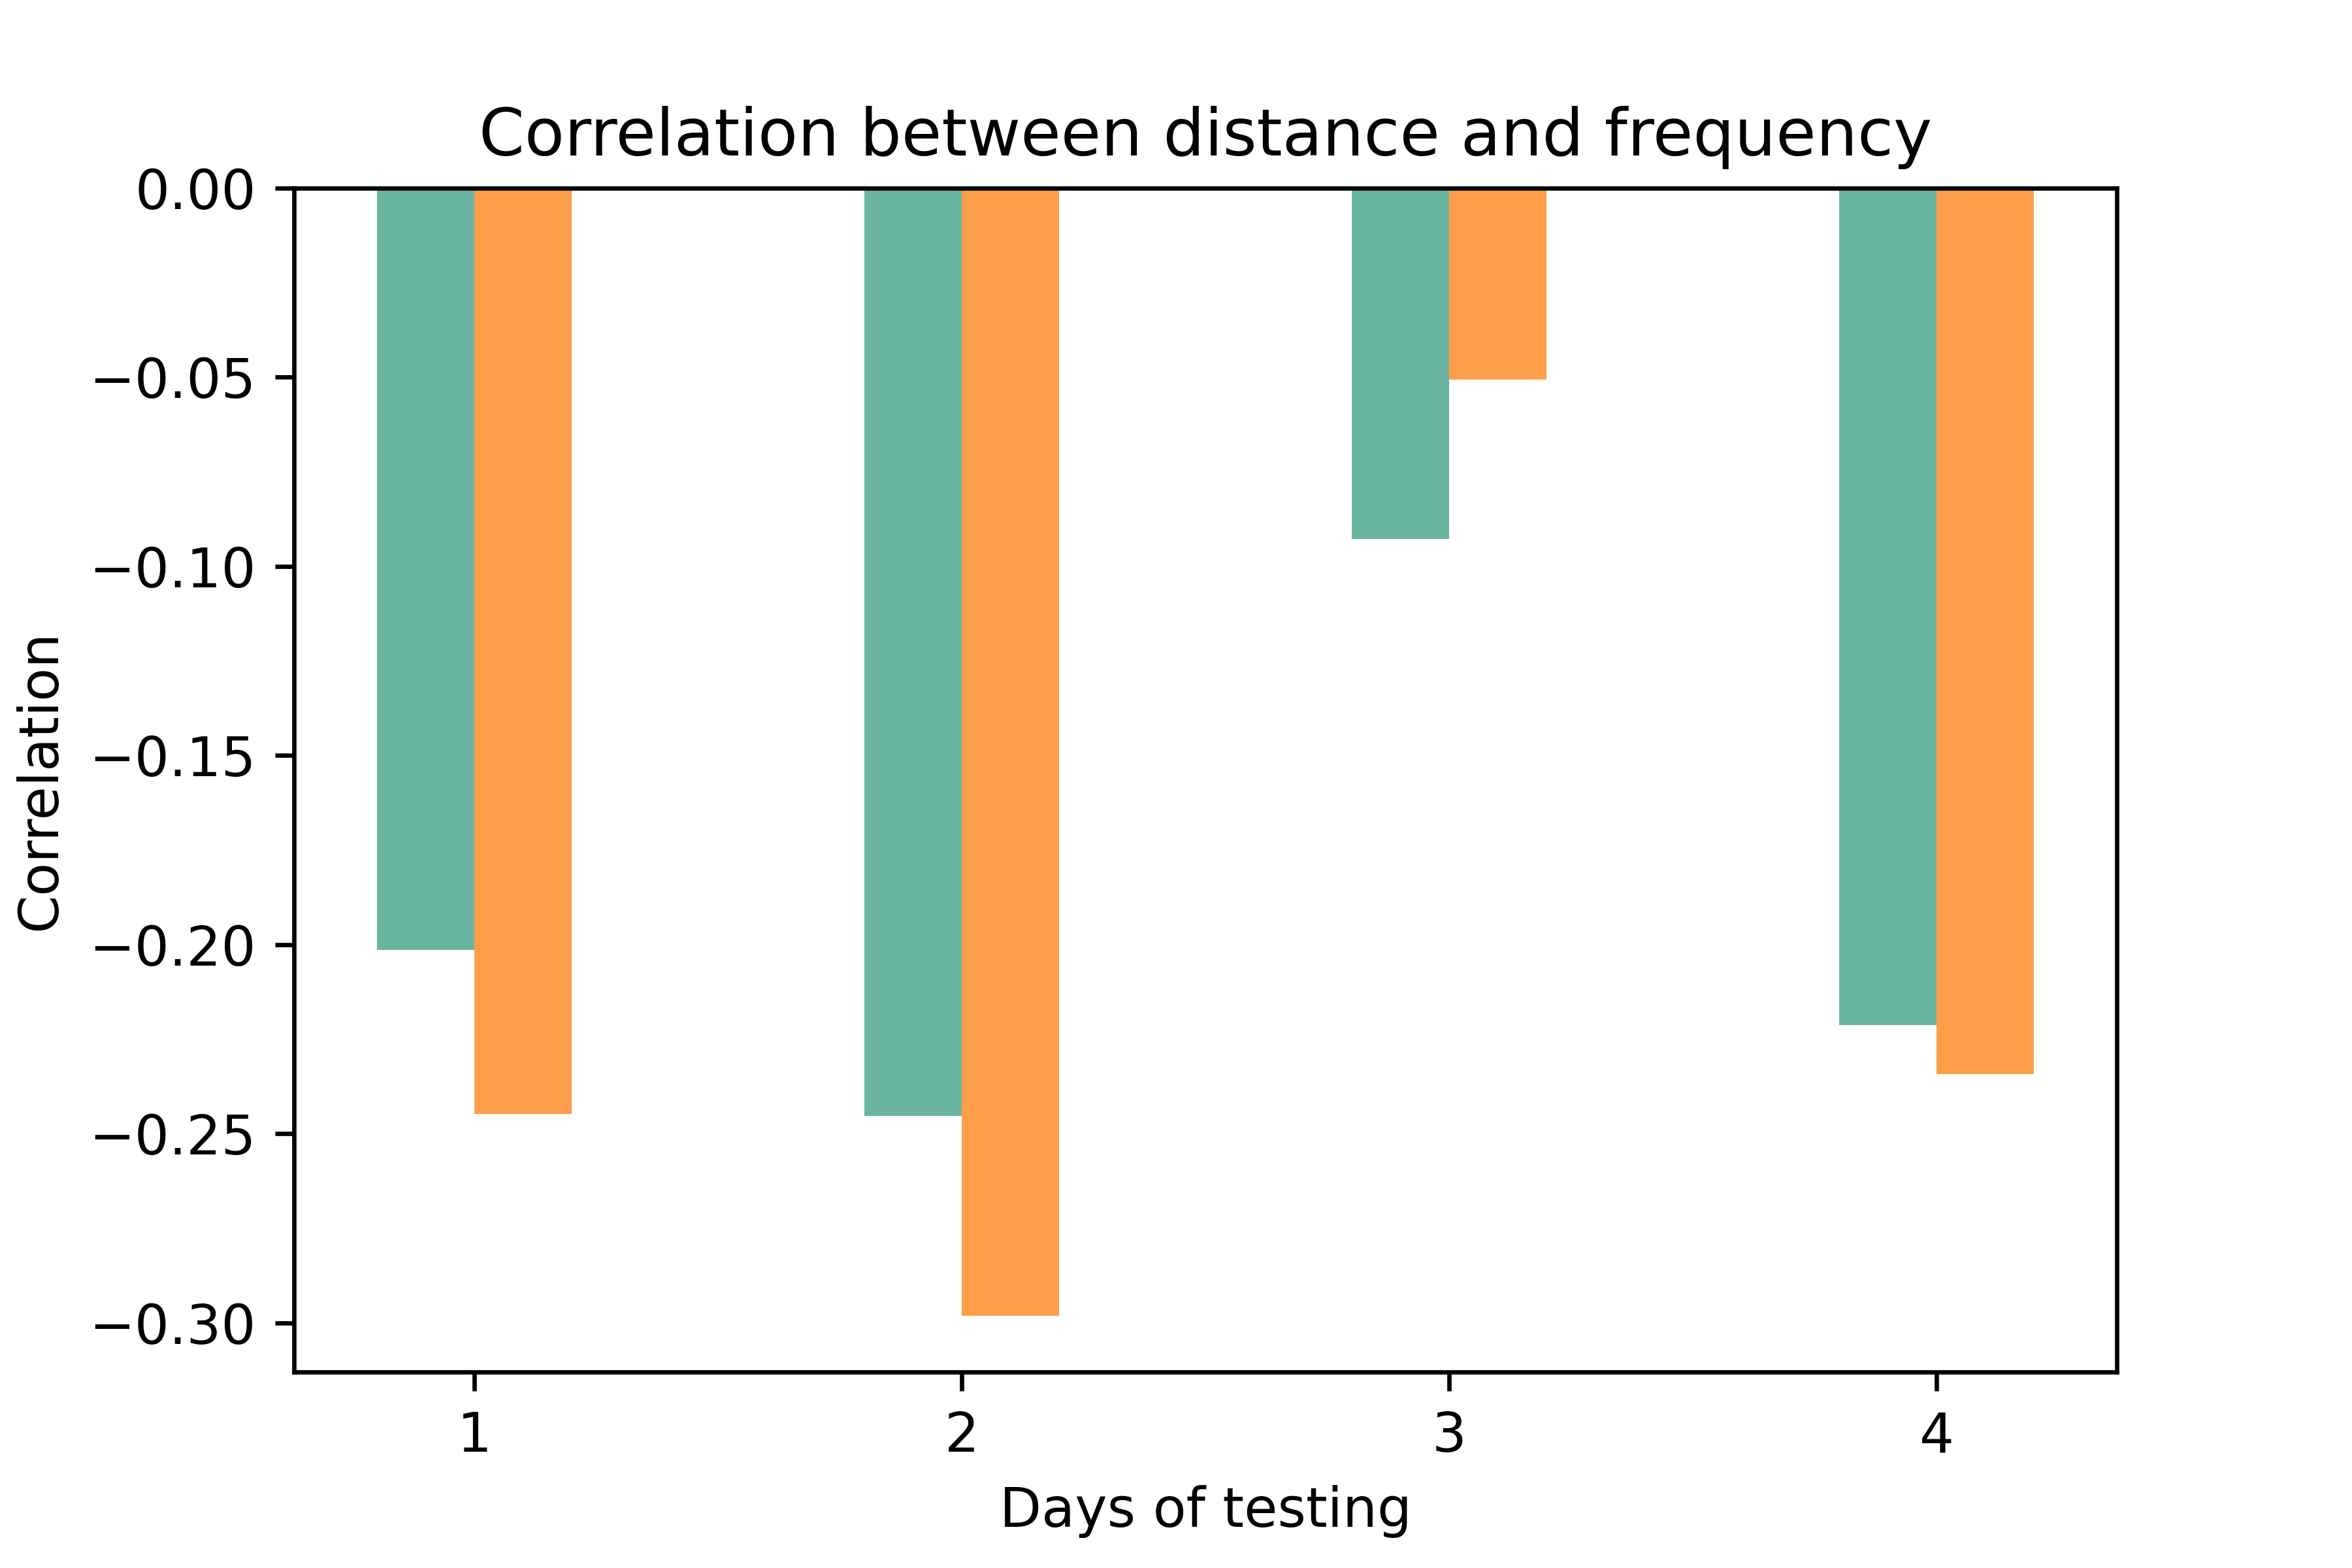 Correlation between distance and frequency
0.00
−0.05
−0.10
−0.15
−0.20
−0.25
−0.30
Correlation
1 2 3 4
Days of testing